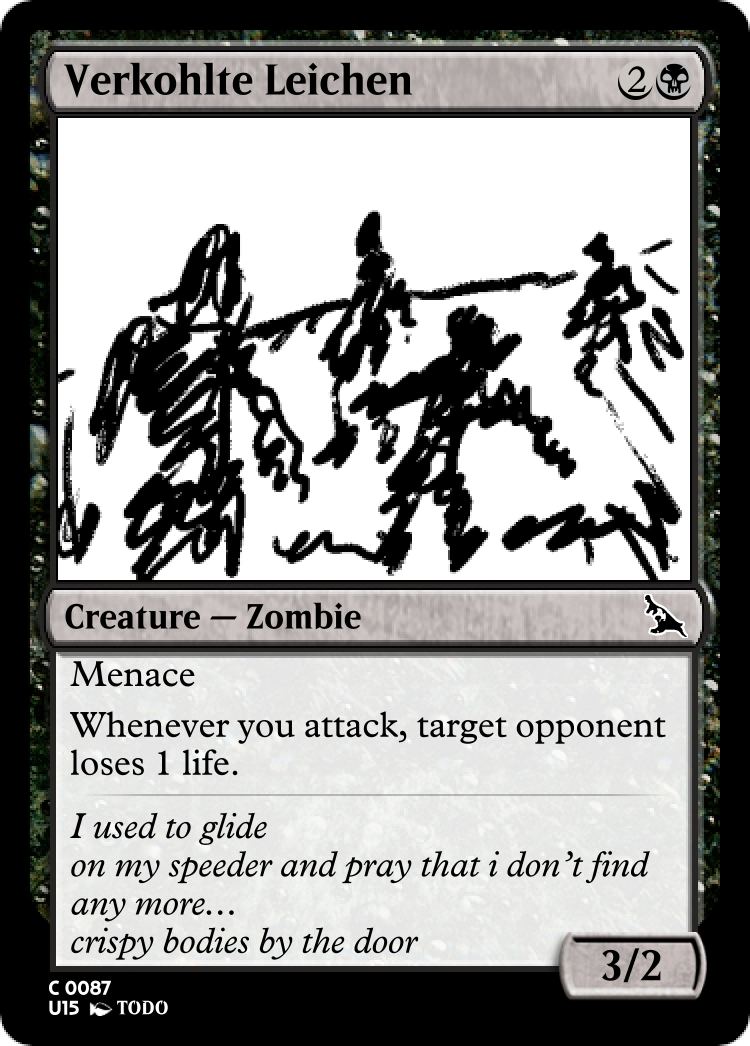 Verkohlte Leichen
2
Creature — Zombie
Menace
Whenever you attack, target opponent
loses 1 life.
I used to glide
on my speeder and pray that i don't find
any more...
crispy bodies by the door
3/2
C 0087
U15 TODO